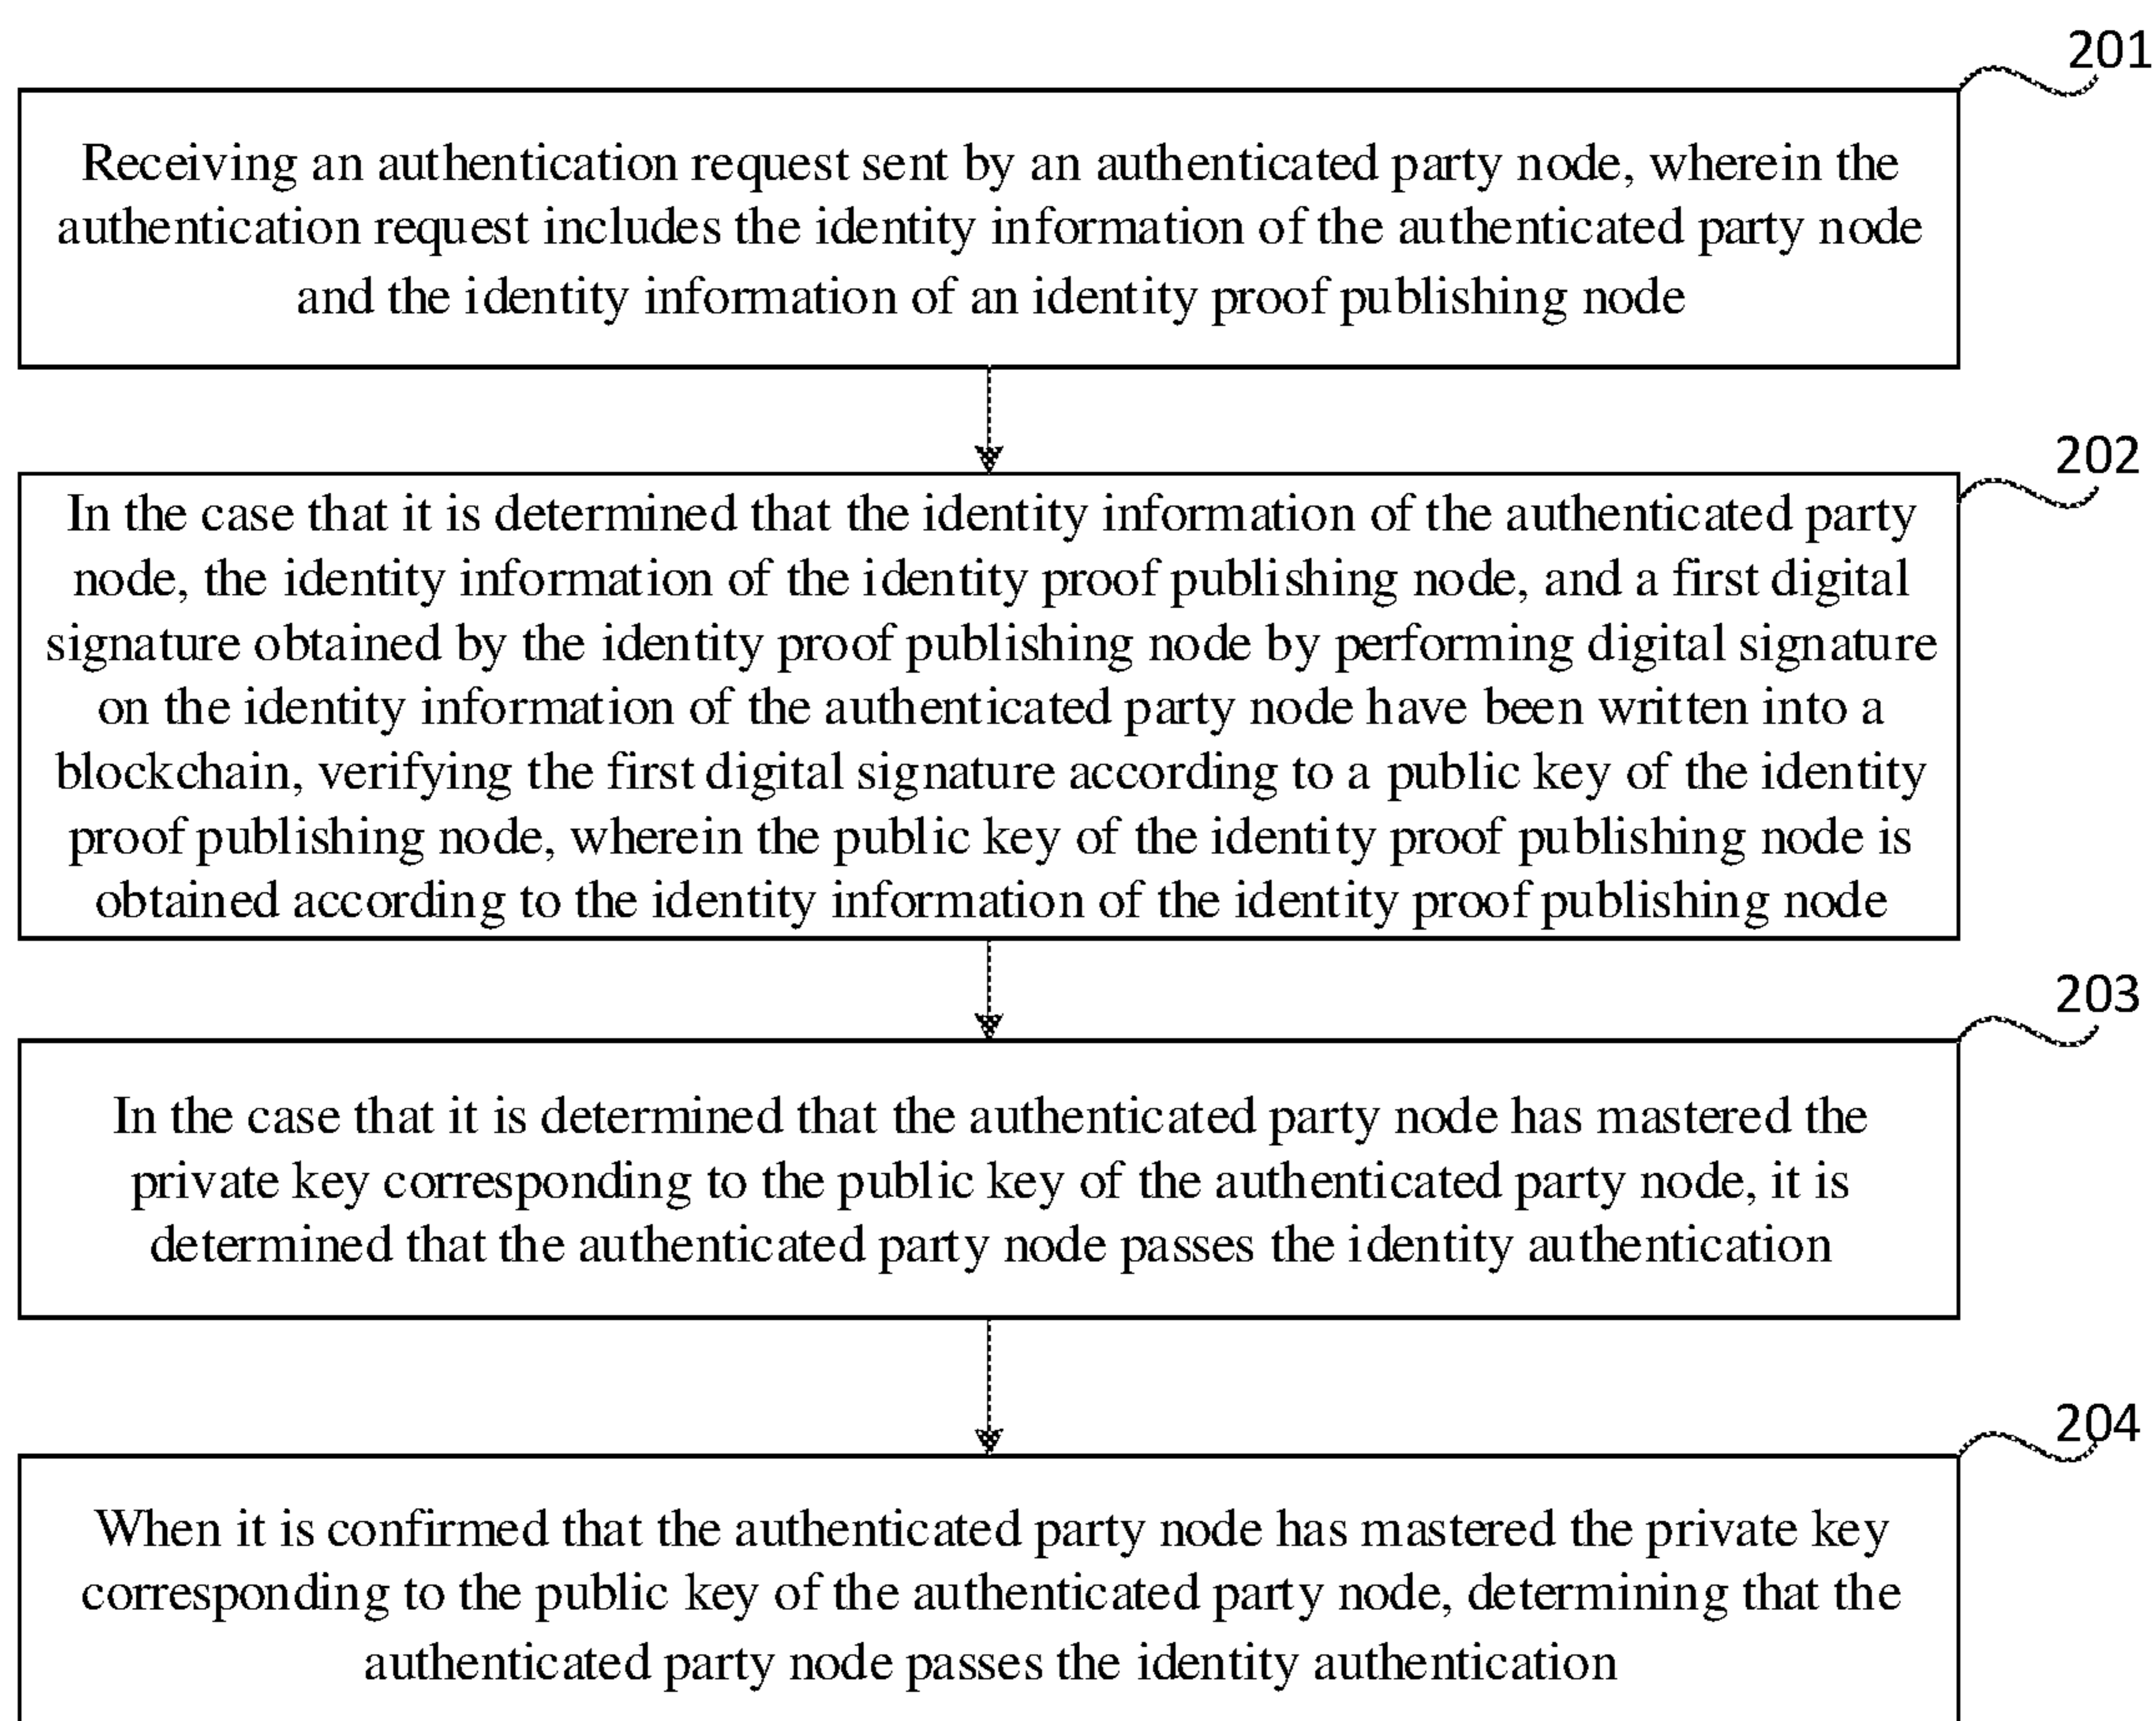 201
Receiving an authentication request sent by an authenticated party node, wherein the
authentication request includes the identity information of the authenticated party node
and the identity information of an identity proof publishing node
202
In the case that it is determined that the identity information of the authenticated party
node, the identity information of the identity proof publishing node, and a first digital
signature obtained by the identity proof publishing node by performing digital signature
on the identity information of the authenticated party node have been written into a
blockchain, verifying the first digital signature according to a public key of the identity
proof publishing node, wherein the public key of the identity proof publishing node is
obtained according to the identity information of the identity proof publishing node
203
In the case that it is determined that the authenticated party node has mastered the
private key corresponding to the public key of the authenticated party node, it is
determined that the authenticated party node passes the identity authentication
204
When it is confirmed that the authenticated party node has mastered the private key
corresponding to the public key of the authenticated party node, determining that the
authenticated party node passes the identity authentication